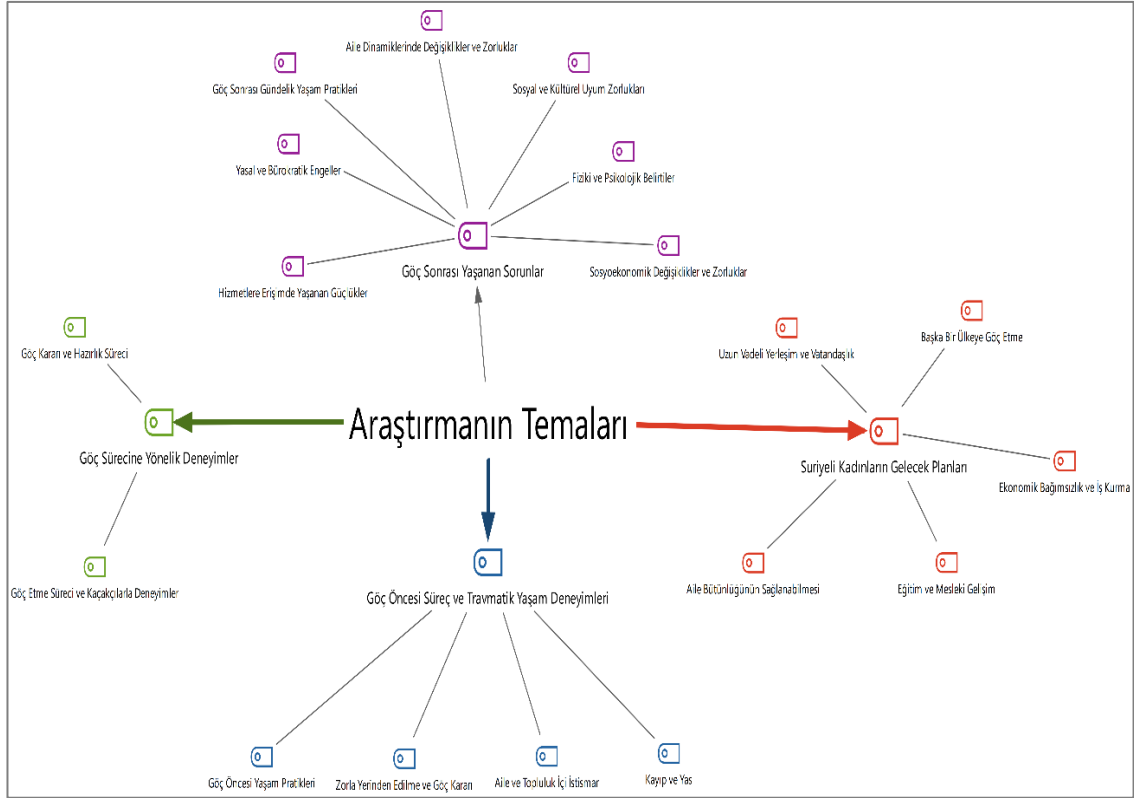 Aile Dinamiklerinde Değişiklikler ve Zorluklar
Göç Sonrası Gündelik Yaşam Pratikleri
Sosyal ve Kültürel Uyum Zorlukları
Yasal ve Bürokratik Engeller
Fiziki ve Psikolojik Belirtiler
Göç Sonrası Yaşanan Sorunlar
Sosyoekonomik Değişiklikler ve Zorluklar
Hizmetlere Erişimde Yaşanan Güçlükler
Göç Kararı ve Hazırlık Süreci
Uzun Vadeli Yerleşim ve Vatandaşlık
Başka Bir Ülkeye Göç Etme
Araştırmanın Temaları
Göç Sürecine Yönelik Deneyimler
Suriyeli Kadınların Gelecek Planları
Ekonomik Bağımsızlık ve İş Kurma
Göç Etme Süreci ve Kaçakçılarla Deneyimler
Göç Öncesi Süreç ve Travmatik Yaşam Deneyimleri
Aile Bütünlüğünün Sağlanabilmesi
Eğitim ve Mesleki Gelişim
Göç Öncesi Yaşam Pratikleri
Zorla Yerinden Edilme ve Göç Kararı
Aile ve Topluluk İçi İstismar
Kayıp ve Yas